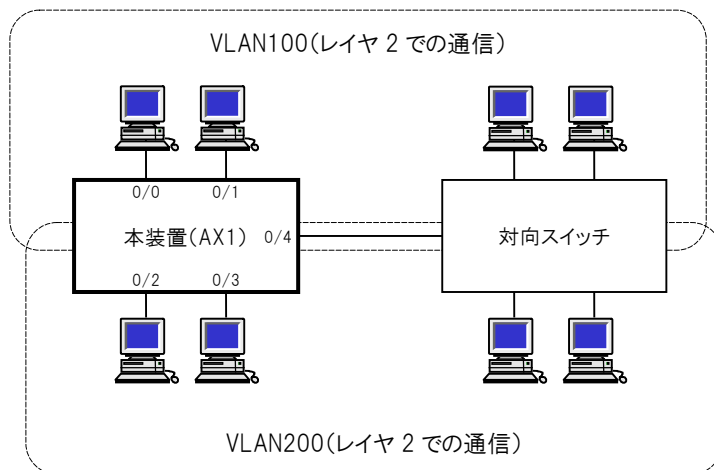 VLAN100(レイヤ 2 での通信)
0/0 0/1
本装置(AX1) 0/4 対向スイッチ
0/2 0/3
VLAN200(レイヤ 2 での通信)